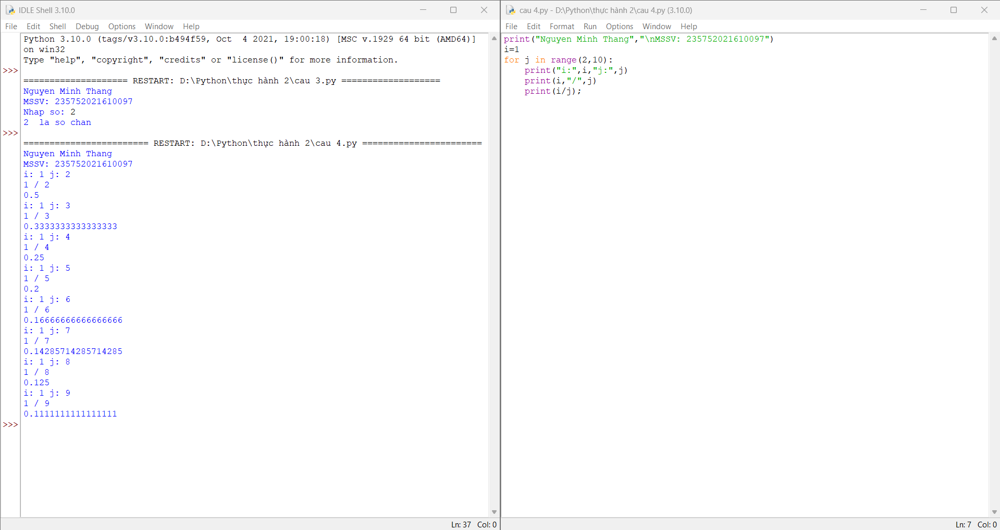 IDLE Shell 3.10.0
File Edit Shell Debug Options Window Help
Python 3.10.0 (tags/v3.10.0:b494f59, Oct  4 2021, 19:00:18) [MSC v.1929 64 bit (AMD64)]
on win32
Type "help", "copyright", "credits" or "license()" for more information.
>>>
==================== RESTART: D:\Python\thực hành 2\cau 3.py ===================
Nguyen Minh Thang
MSSV: 235752021610097
Nhap so: 2
2  la so chan
>>>
======================== RESTART: D:\Python\thực hành 2\cau 4.py =======================
Nguyen Minh Thang
MSSV: 235752021610097
i: 1 j: 2
1 / 2
0.5
i: 1 j: 3
1 / 3
0.3333333333333333
i: 1 j: 4
1 / 4
0.25
i: 1 j: 5
1 / 5
0.2
i: 1 j: 6
1 / 6
0.16666666666666666
i: 1 j: 7
1 / 7
0.14285714285714285
i: 1 j: 8
1 / 8
0.125
i: 1 j: 9
1 / 9
0.1111111111111111
>>>
Ln: 37 Col: 0
cau 4.py - D:\Python\thực hành 2\cau 4.py (3.10.0)
File Edit Format Run Options Window Help
print("Nguyen Minh Thang","\nMSSV: 235752021610097")
i=1
for j in range(2,10):
    print("i:",i,"j:",j)
    print(i,"/",j)
    print(i/j);
Ln: 7 Col: 0